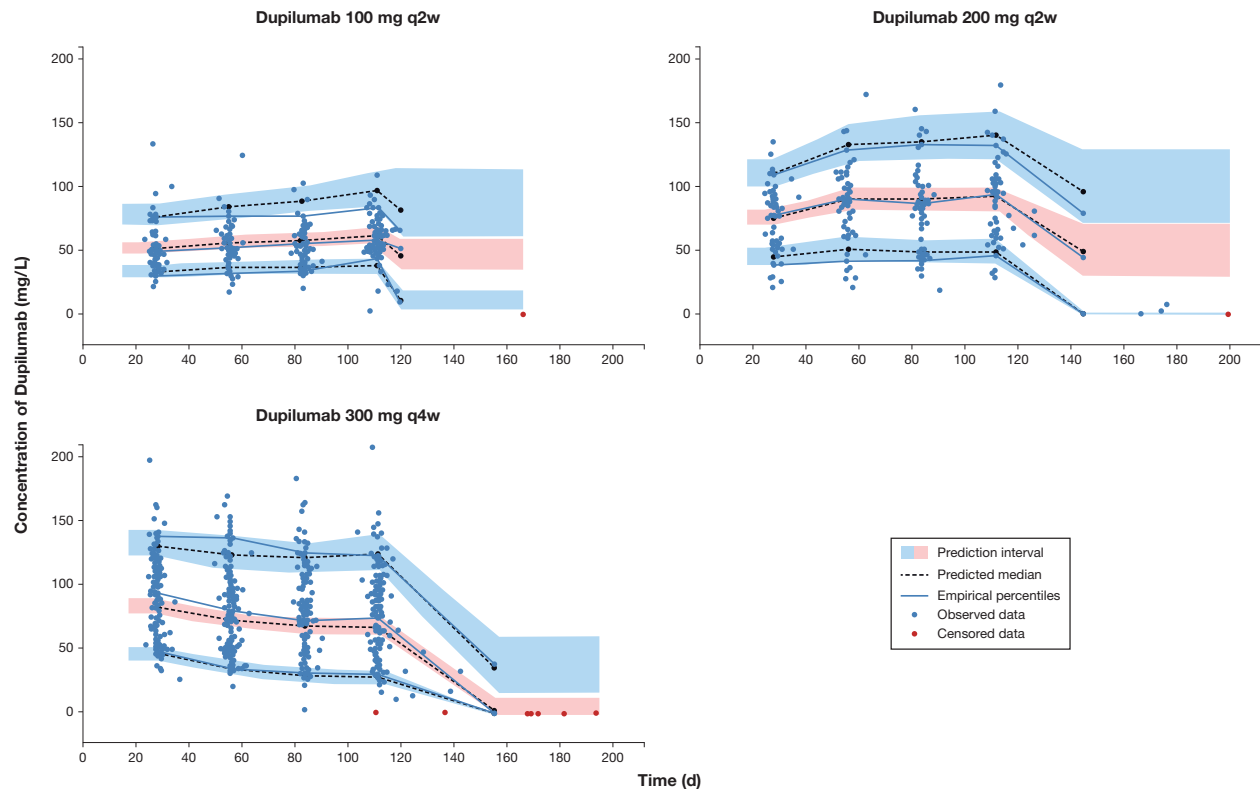 Dupilumab 100 mg q2w
Dupilumab 200 mg q2w
200
150
100
50
0
0 20 40 60 80 100 120 140 160 180 200
200
150
100
50
0
0 20 40 60 80 100 120 140 160 180 200
Concentration of Dupilumab (mg/L)
Dupilumab 300 mg q4w
200
150
100
50
0
0 20 40 60 80 100 120 140 160 180 200
Prediction interval
Predicted median
Empirical percentiles
Observed data
Censored data
Time (d)